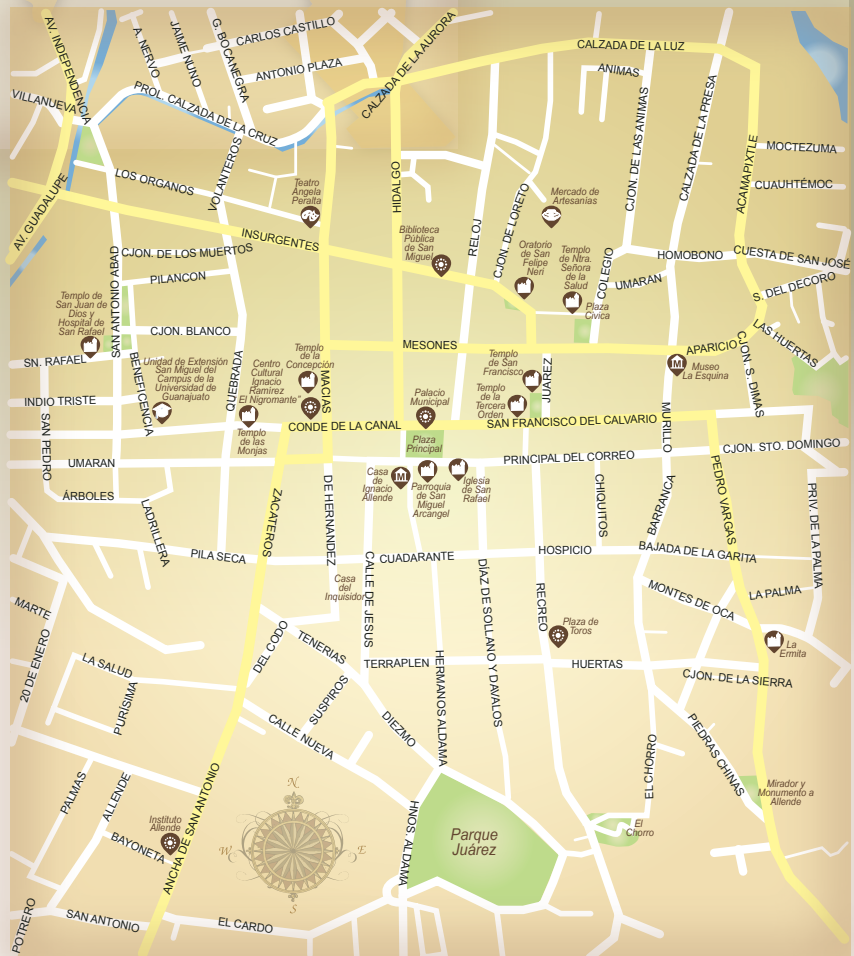 AV. INDEPENDENCIA
A. NERVO
JAIME NUNO
G. BOCANEGRA
CARLOS CASTILLO
ANTONIO PLAZA
CALZADA DE LA AURORA
CALZADA DE LA LUZ
ANIMAS
VILLANUEVA
PROL. CALZADA DE LA CRUZ
CJON. DE LAS ANIMAS
CALZADA DE LA PRESA
ACAMAPIXTLE
MOCTEZUMA
CUAUHTÉMOC
LOS ORGANOS
VOLANTEROS
Teatro
Angela
Peralta
HIDALGO
RELOJ
CJON. DE LORETO
Mercado de
Artesanias
AV. GUADALUPE
INSURGENTES
Biblioteca
Pública
de San
Miguel
Oratorio
de San
Felipe
Neri
Templo
de Ntra.
Señora
de la
Salud
COLEGIO
HOMOBONO
CUESTA DE SAN JOSÉ
CJON. DE LOS MUERTOS
PILANCON
SAN ANTONIO ABAD
UMARAN
S. DEL DECORO
Plaza
Cívica
Templo de
San Juan de
Dios y
Hospital de
San Rafael
CJON. BLANCO
MESONES
APARICIO
LAS HUERTAS
CJON. S. DIMAS
SN. RAFAEL
BENEFICENCIA
Unidad de Extensión
San Miguel del
Campus de la
Universidad de
Guanajuato
QUEBRADA
Centro
Cultural
Ignacio
Ramírez
El Nigromante"
Templo
de la
Concepción
MACIAS
Templo
de San
Francisco
JUAREZ
Museo
La Esquina
INDIO TRISTE
Templo
de las
Monjas
Palacio
Municipal
Templo
de la
Tercera
Orden
MURILLO
SAN PEDRO
CONDE DE LA CANAL
SAN FRANCISCO DEL CALVARIO
Plaza
Principal
UMARAN
PRINCIPAL DEL CORREO
CJON. STO. DOMINGO
Casa
de
Ignacio
Allende
Parroquia
de San
Miguel
Arcangel
Iglesia
de San
Rafael
ÁRBOLES
LADRILLERA
ZACATEROS
DE HERNANDEZ
CHIQUITOS
BARRANCA
PEDRO VARGAS
PRIV. DE LA PALMA
PILA SECA
CUADARANTE
HOSPICIO
BAJADA DE LA GARITA
CALLE DE JESUS
DÍAZ DE SOLLANO Y DAVALOS
RECREO
Casa
del
Inquisidor
MONTES DE OCA
LA PALMA
MARTE
20 DE ENERO
DEL CODO
TENERIAS
Plaza de
Toros
La
Ermita
LA SALUD
PURÍSIMA
TERRAPLEN
HERMANOS ALDAMA
HUERTAS
CJON. DE LA SIERRA
SUSPIROS
DIEZMO
CALLE NUEVA
EL CHORRO
PIEDRAS CHINAS
PALMAS
ALLENDE
ANCHA DE SAN ANTONIO
Mirador y
Monumento a
Allende
Instituto
Allende
BAYONETA
N
W
E
S
HNOS. ALDAMA
Parque
Juárez
El
Chorro
POTRERO
SAN ANTONIO
EL CARDO
M
M